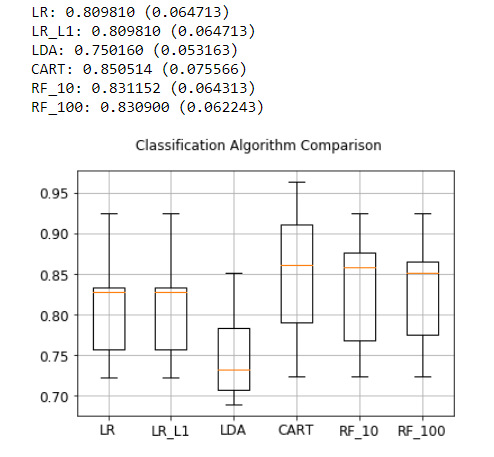 LR: 0.809810 (0.064713)
LR_L1: 0.809810 (0.064713)
LDA: 0.750160 (0.053163)
CART: 0.850514 (0.075566)
RF_10: 0.831152 (0.064313)
RF_100: 0.830900 (0.062243)
Classification Algorithm Comparison
0.95
0.90
0.85
0.80
0.75
0.70
LR LR_L1 LDA CART RF_10 RF_100